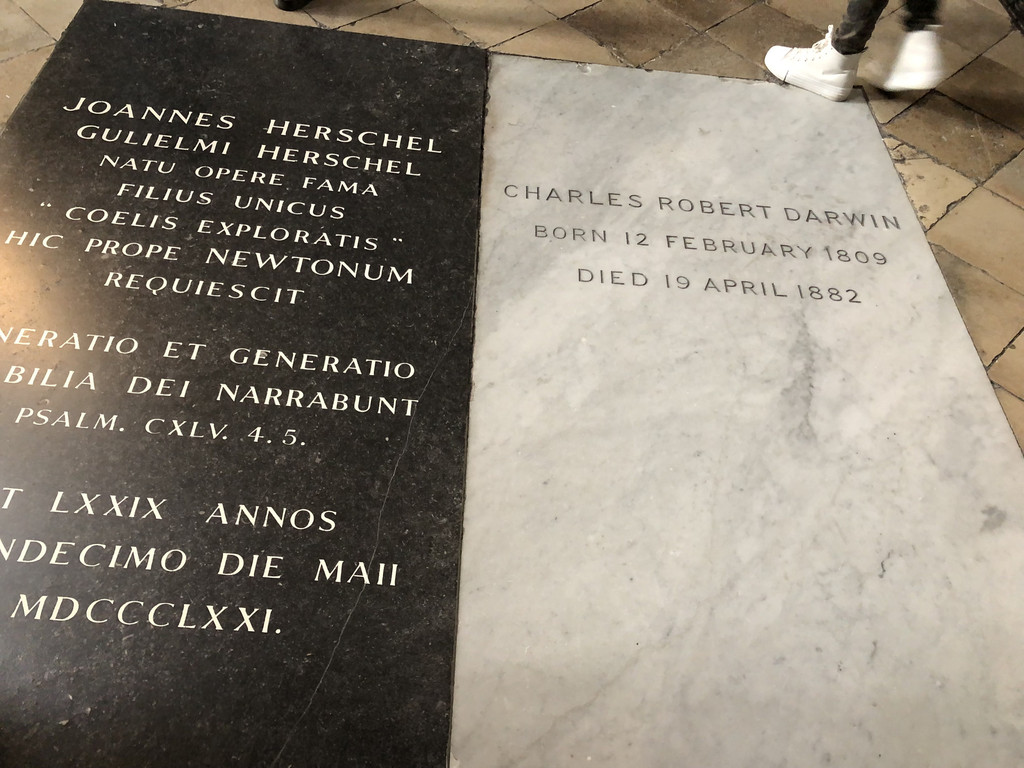 JOANNES HERSCHEL
GULIELMI HERSCHEL
NATU OPERE FAMA
FILIUS UNICUS
“ COELIS EXPLORATIS “
HIC PROPE NEWTONUM
REQUIESCIT
NERATIO ET GENERATIO
BILIA DEI NARRABUNT
PSALM. CXLV. 4. 5.
T LXXIX ANNOS
NDECIMO DIE MAII
MDCCCLXXI.
CHARLES ROBERT DARWIN
BORN 12 FEBRUARY 1809
DIED 19 APRIL 1882